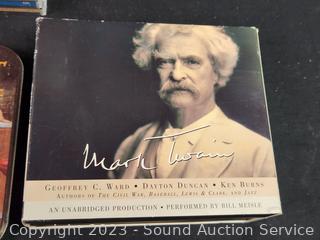 Mark Twain
GEOFFREY C. WARD · DAYTON DUNCAN · KEN BURNS
AUTHORS OF THE CIVIL WAR, BASEBALL, LEWIS & CLARK, AND JAZZ
AN UNABRIDGED PRODUCTION · PERFORMED BY BILL MEISLE
Copyright 2023 - Sound Auction Service